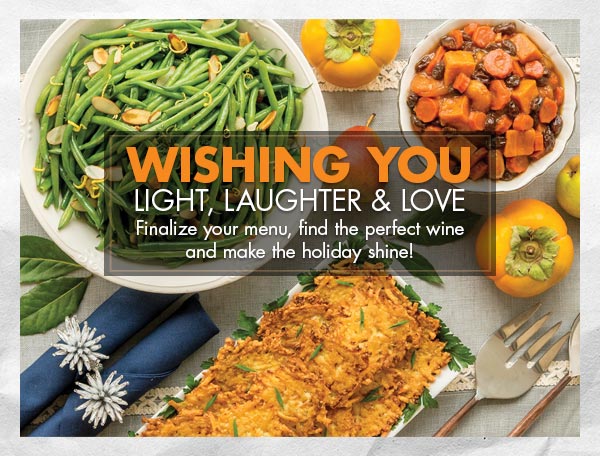 WISHING YOU
LIGHT, LAUGHTER & LOVE
Finalize your menu, find the perfect wine
and make the holiday shine!